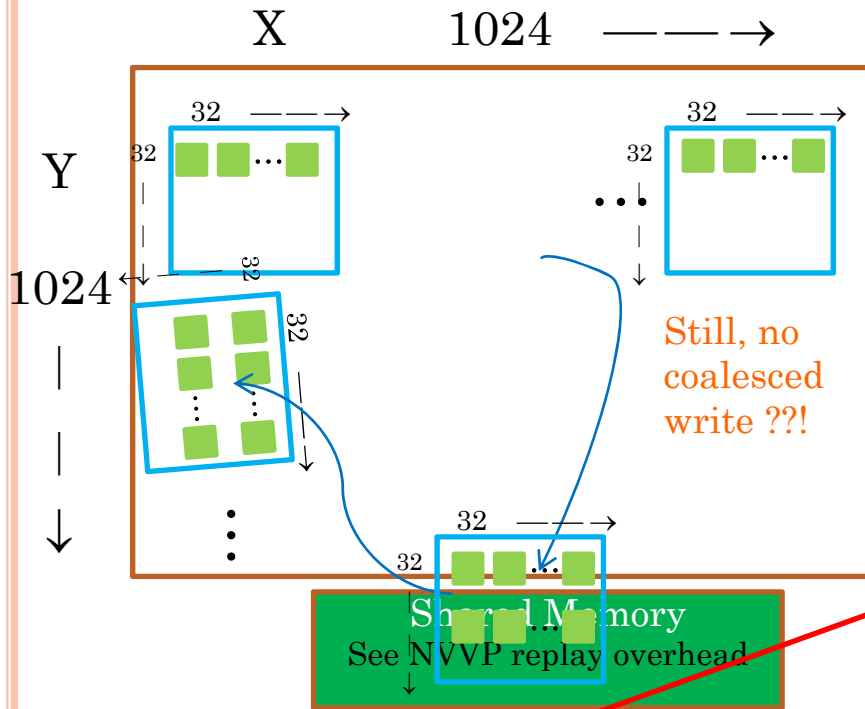 X 1024
32 32
32 32
Y
32
1024
32
Still, no
coalesced
write ??!
32
32
Shared Memory
See NVVP replay overhead